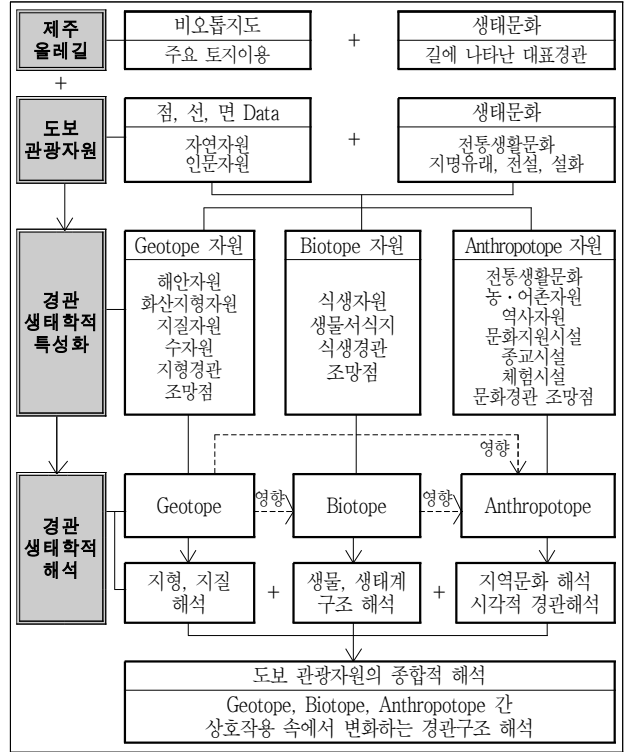 제주
올레길
비오톱지도
주요 토지이용
+
생태문화
길에 나타난 대표경관
+
도보
관광자원
점, 선, 면 Data
자연자원
인문자원
+
생태문화
전통생활문화
지명유래, 전설, 설화
경관
생태학적
특성화
Geotope 자원
해안자원
화산지형자원
지질자원
수자원
지형경관
조망점
Biotope 자원
식생자원
생물서식지
식생경관
조망점
Anthropotope 자원
전통생활문화
농·어촌자원
역사자원
문화지원시설
종교시설
체험시설
문화경관 조망점
영향
경관
생태학적
해석
Geotope
영향
Biotope
영향
Anthropotope
지형, 지질
해석
+
생물, 생태계
구조 해석
+
지역문화 해석
시각적 경관해석
도보 관광자원의 종합적 해석
Geotope, Biotope, Anthropotope 간
상호작용 속에서 변화하는 경관구조 해석